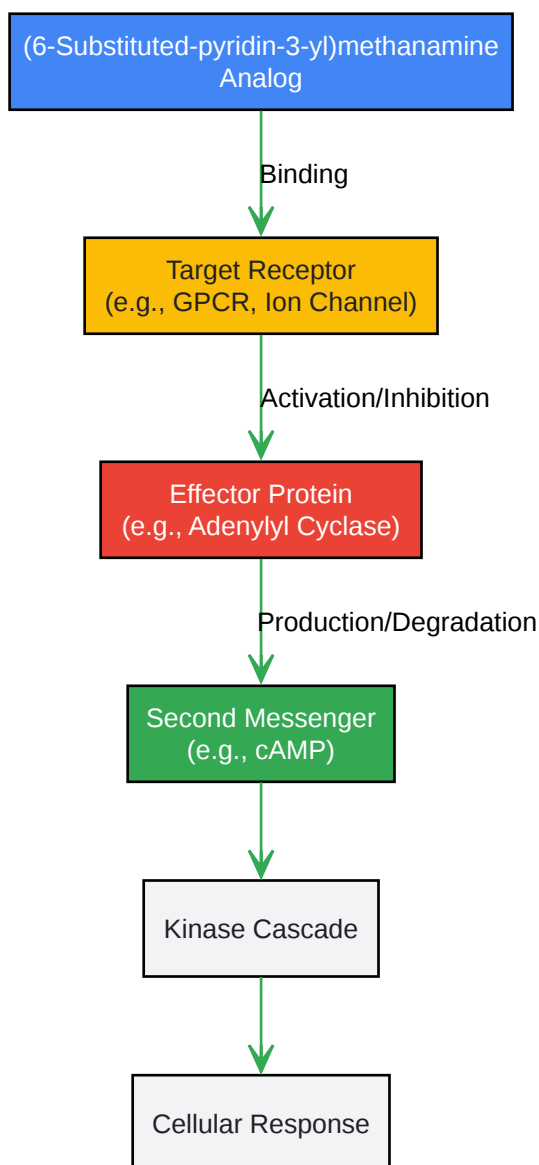 (6-Substituted-pyridin-3-yl)methanamine
Analog
Binding
Target Receptor
(e.g., GPCR, Ion Channel)
Activation/Inhibition
Effector Protein
(e.g., Adenylyl Cyclase)
Production/Degradation
Second Messenger
(e.g., cAMP)
Kinase Cascade
Cellular Response